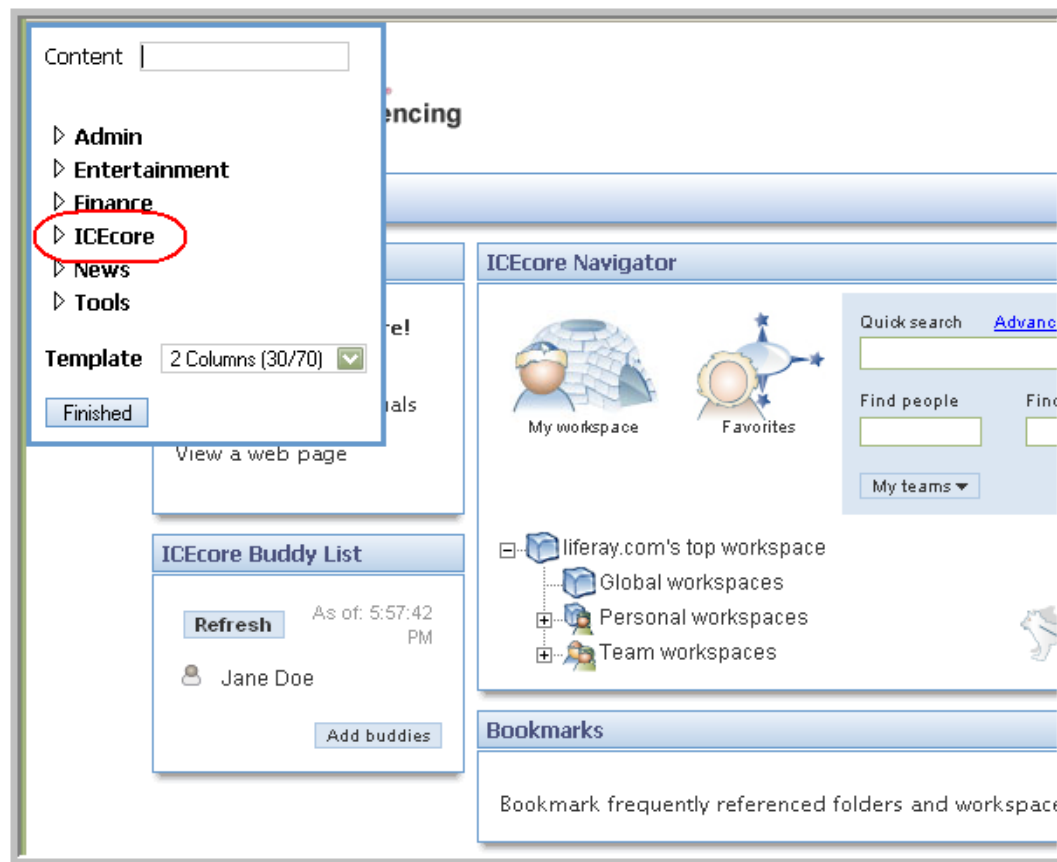 Content
encing
Admin
Entertainment
Finance
ICEcore
News
Tools
Template 2 Columns (30/70)
Finished
re!
als
View a web page
ICEcore Navigator
My workspace
Favorites
Quick search Advanc
Find people Find
My teams
liferay.com's top workspace
Global workspaces
Personal workspaces
Team workspaces
ICEcore Buddy List
Refresh
As of: 5:57:42
PM
Jane Doe
Add buddies
Bookmarks
Bookmark frequently referenced folders and workspace